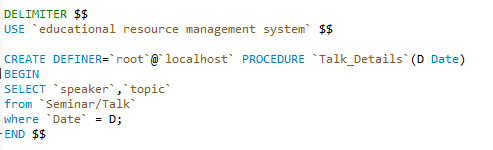 DELIMITER $$
USE `educational resource management system` $$
CREATE DEFINER=`root`@`localhost` PROCEDURE `Talk_Details`(D Date)
BEGIN
SELECT `speaker`,`topic`
from `Seminar/Talk`
where `Date` = D;
END $$